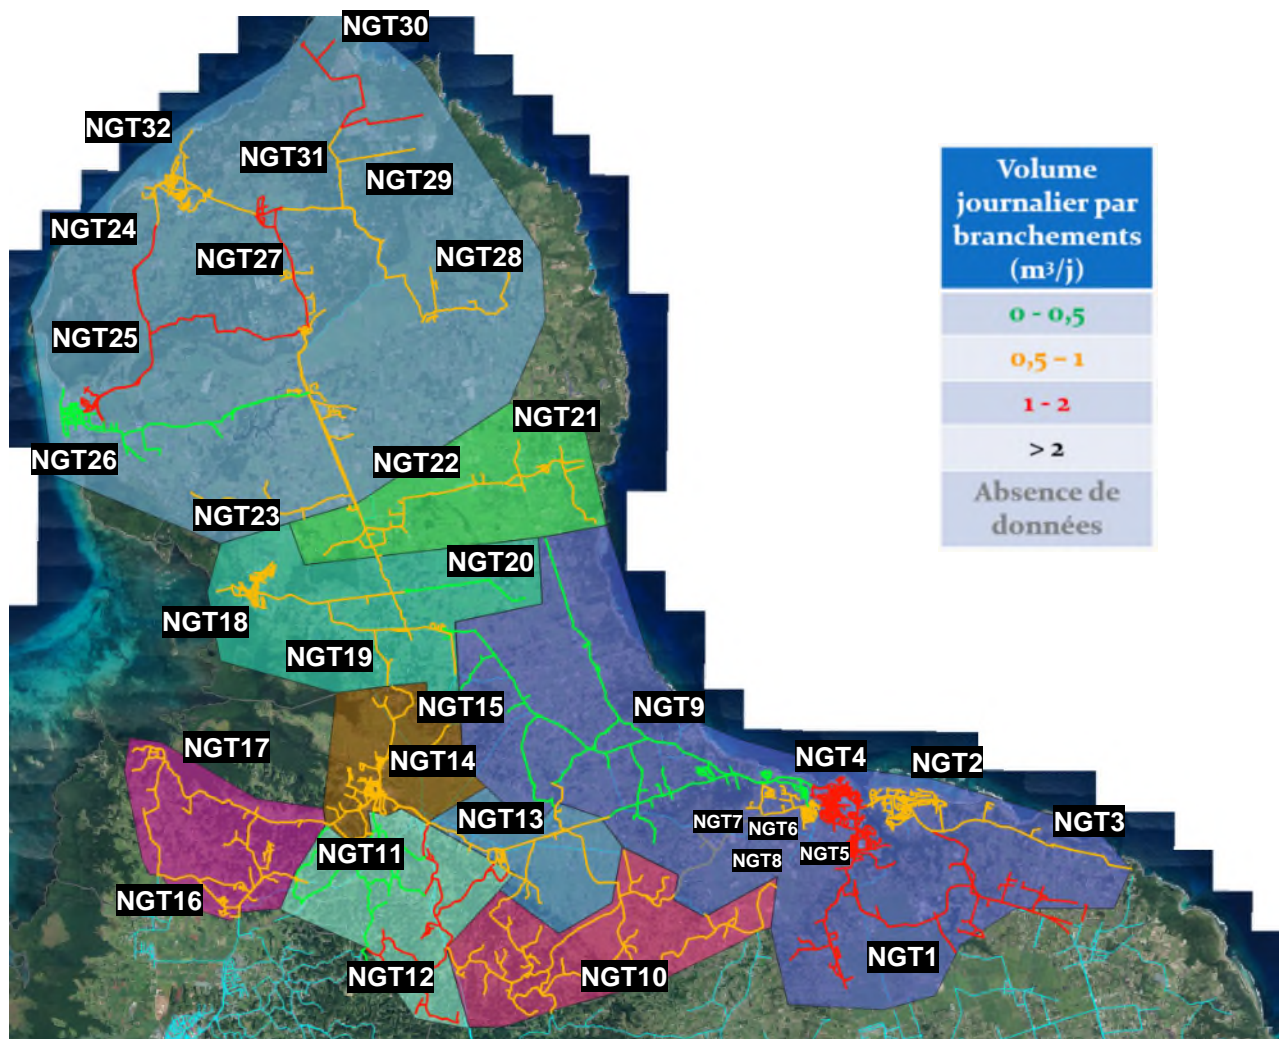 NGT30
NGT32
NGT31
NGT29
NGT24
NGT27
NGT28
NGT25
NGT21
NGT26
NGT22
NGT23
NGT20
NGT18
NGT19
NGT15
NGT9
NGT17
NGT14
NGT4
NGT2
NGT13
NGT7
NGT6
NGT3
NGT11
NGT8
NGT5
NGT16
NGT12
NGT10
NGT1
Volume
journalier par
branchements
(m³/j)
0 - 0,5
0,5 – 1
1 - 2
> 2
Absence de
données